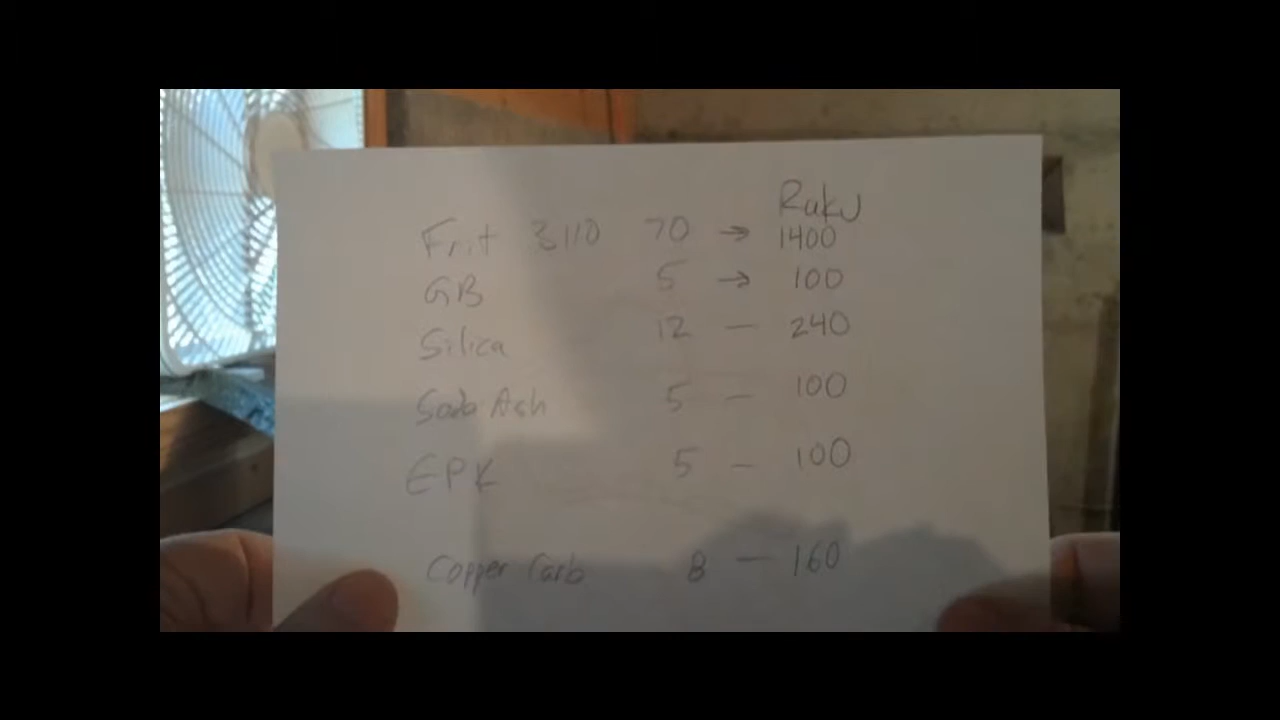 Raku
Frit 3110 70 → 1400
GB 5 → 100
Silica 12 — 240
Soda Ash 5 — 100
EPK 5 — 100
Copper Carb 8 — 160